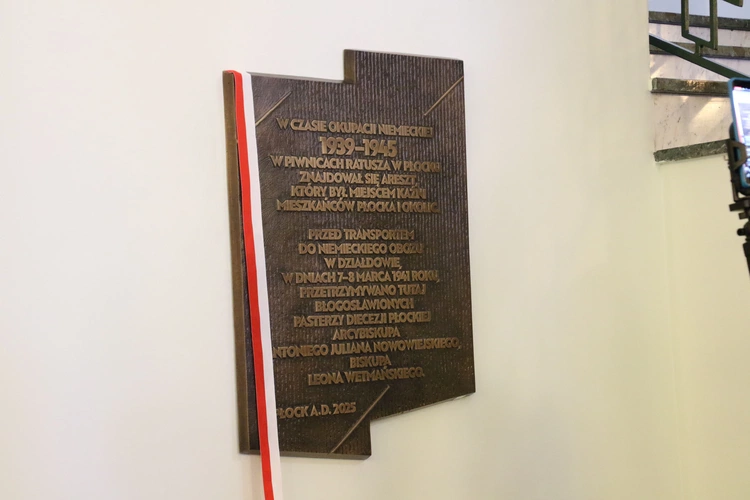 W CZASIE OKUPACJI NIEMIECKIEJ
1939–1945
W PIWNICACH RATUSZA W PŁOCKU
ZNAJDOWAŁ SIĘ ARESZT,
KTÓRY BYŁ MIEJSCEM KAŹNI
MIESZKAŃCÓW PŁOCKA I OKOLIC.
PRZED TRANSPORTEM
DO NIEMIECKIEGO OBOZU
W DZIAŁDOWIE,
W DNIACH 7–8 MARCA 1941 ROKU,
PRZETRZYMYWANO TUTAJ
BŁOGOSŁAWIONYCH
PASTERZY DIECEZJI PŁOCKIEJ
ARCYBISKUPA
NTONIEGO JULIANA NOWOWIEJSKIEGO,
BISKUPA
LEONA WETMAŃSKIEGO.
ŁOCK A.D. 2025